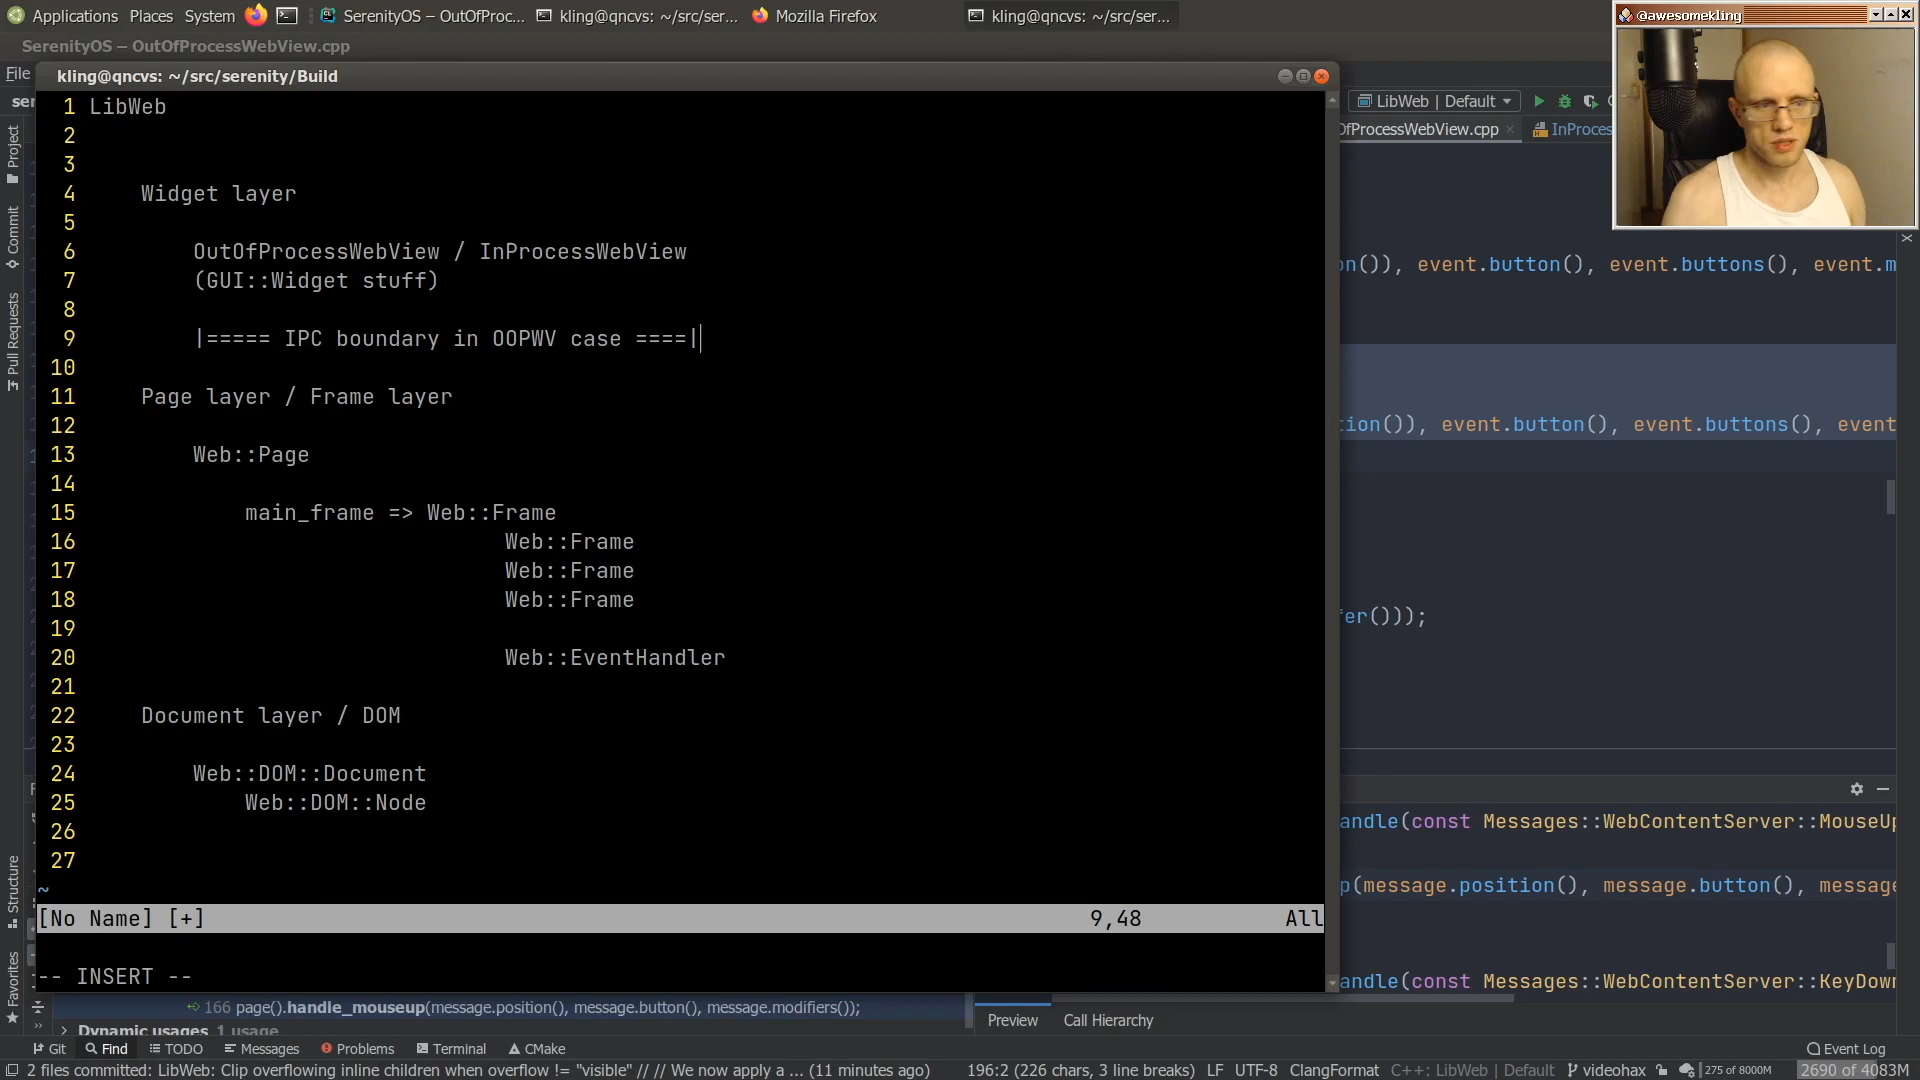 Applications Places System SerenityOS – OutOfProc... kling@qncvs: ~/src/ser... Mozilla Firefox kling@qncvs: ~/src/ser...
@awesomekling
SerenityOS – OutOfProcessWebView.cpp
File
kling@qncvs: ~/src/serenity/Build
LibWeb | Default
OfProcessWebView.cpp InProces
Project
Commit
Pull Requests
Structure
Favorites
1 LibWeb
2
3
4 Widget layer
5
6 OutOfProcessWebView / InProcessWebView
7 (GUI::Widget stuff)
8
9 |===== IPC boundary in OOPWV case ====|
10
11 Page layer / Frame layer
12
13 Web::Page
14
15 main_frame => Web::Frame
16 Web::Frame
17 Web::Frame
18 Web::Frame
19
20 Web::EventHandler
21
22 Document layer / DOM
23
24 Web::DOM::Document
25 Web::DOM::Node
26
27
~
[No Name] [+] 9,48 All
-- INSERT --
on()), event.button(), event.buttons(), event.m
tion()), event.button(), event.buttons(), event
fer()));
andle(const Messages::WebContentServer::MouseUp
p(message.position(), message.button(), message
andle(const Messages::WebContentServer::KeyDown
166 page().handle_mouseup(message.position(), message.button(), message.modifiers());
Dynamic usages 1 usage
Preview Call Hierarchy
Git Find TODO Messages Problems Terminal CMake Event Log
2 files committed: LibWeb: Clip overflowing inline children when overflow != "visible" // // We now apply a ... (11 minutes ago) 196:2 (226 chars, 3 line breaks) LF UTF-8 ClangFormat C++: LibWeb | Default videohax 275 of 8000M 2690 of 4083M